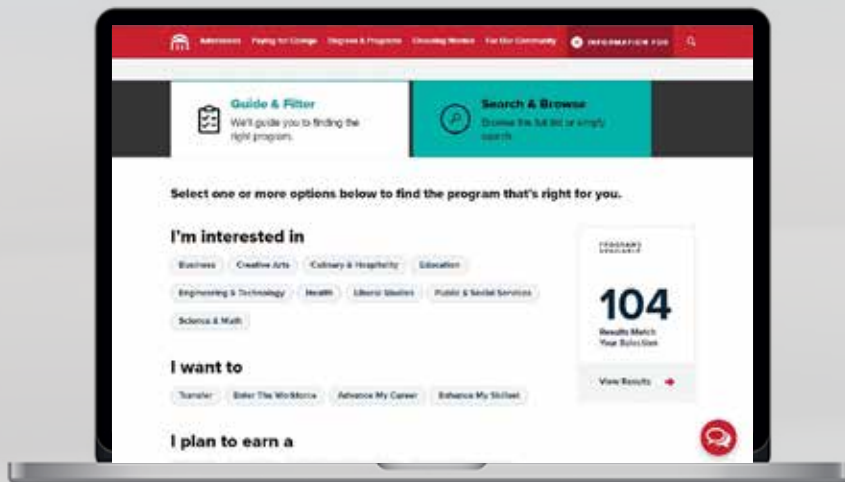 Admissions Paying for College Degrees & Programs Choosing For Our Community INFORMATION FOR
Guide & Filter
We'll guide you to finding the
right program.
Search & Browse
Browse the full list or simply
search.
Select one or more options below to find the program that's right for you.
I'm interested in
Business Creative Arts Culinary & Hospitality Education
Engineering & Technology Health Liberal Studies Public & Social Services
Science & Math
PROGRAMS
AVAILABLE
104
Results Match
Your Selection
View Results
I want to
Transfer Enter The Workforce Advance My Career Enhance My Skillset
I plan to earn a